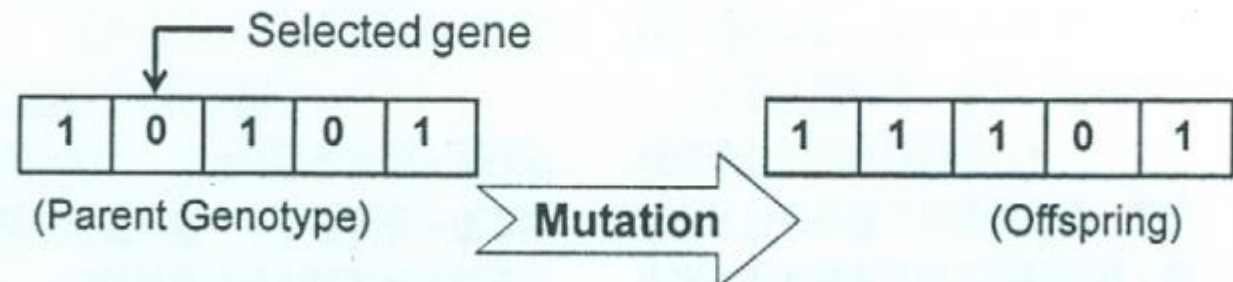 Selected gene
1 0 1 0 1
1 1 1 0 1
(Parent Genotype)
Mutation
(Offspring)